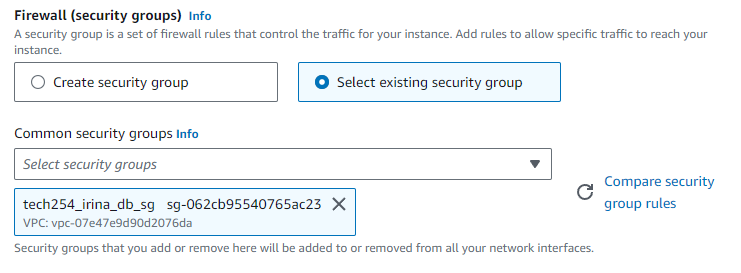 Firewall (security groups) Info
A security group is a set of firewall rules that control the traffic for your instance. Add rules to allow specific traffic to reach your
instance.
Create security group
Select existing security group
Common security groups Info
Select security groups
Compare security
group rules
tech254_irina_db_sg sg-062cb95540765ac23
VPC: vpc-07e47e9d90d2076da
Security groups that you add or remove here will be added to or removed from all your network interfaces.